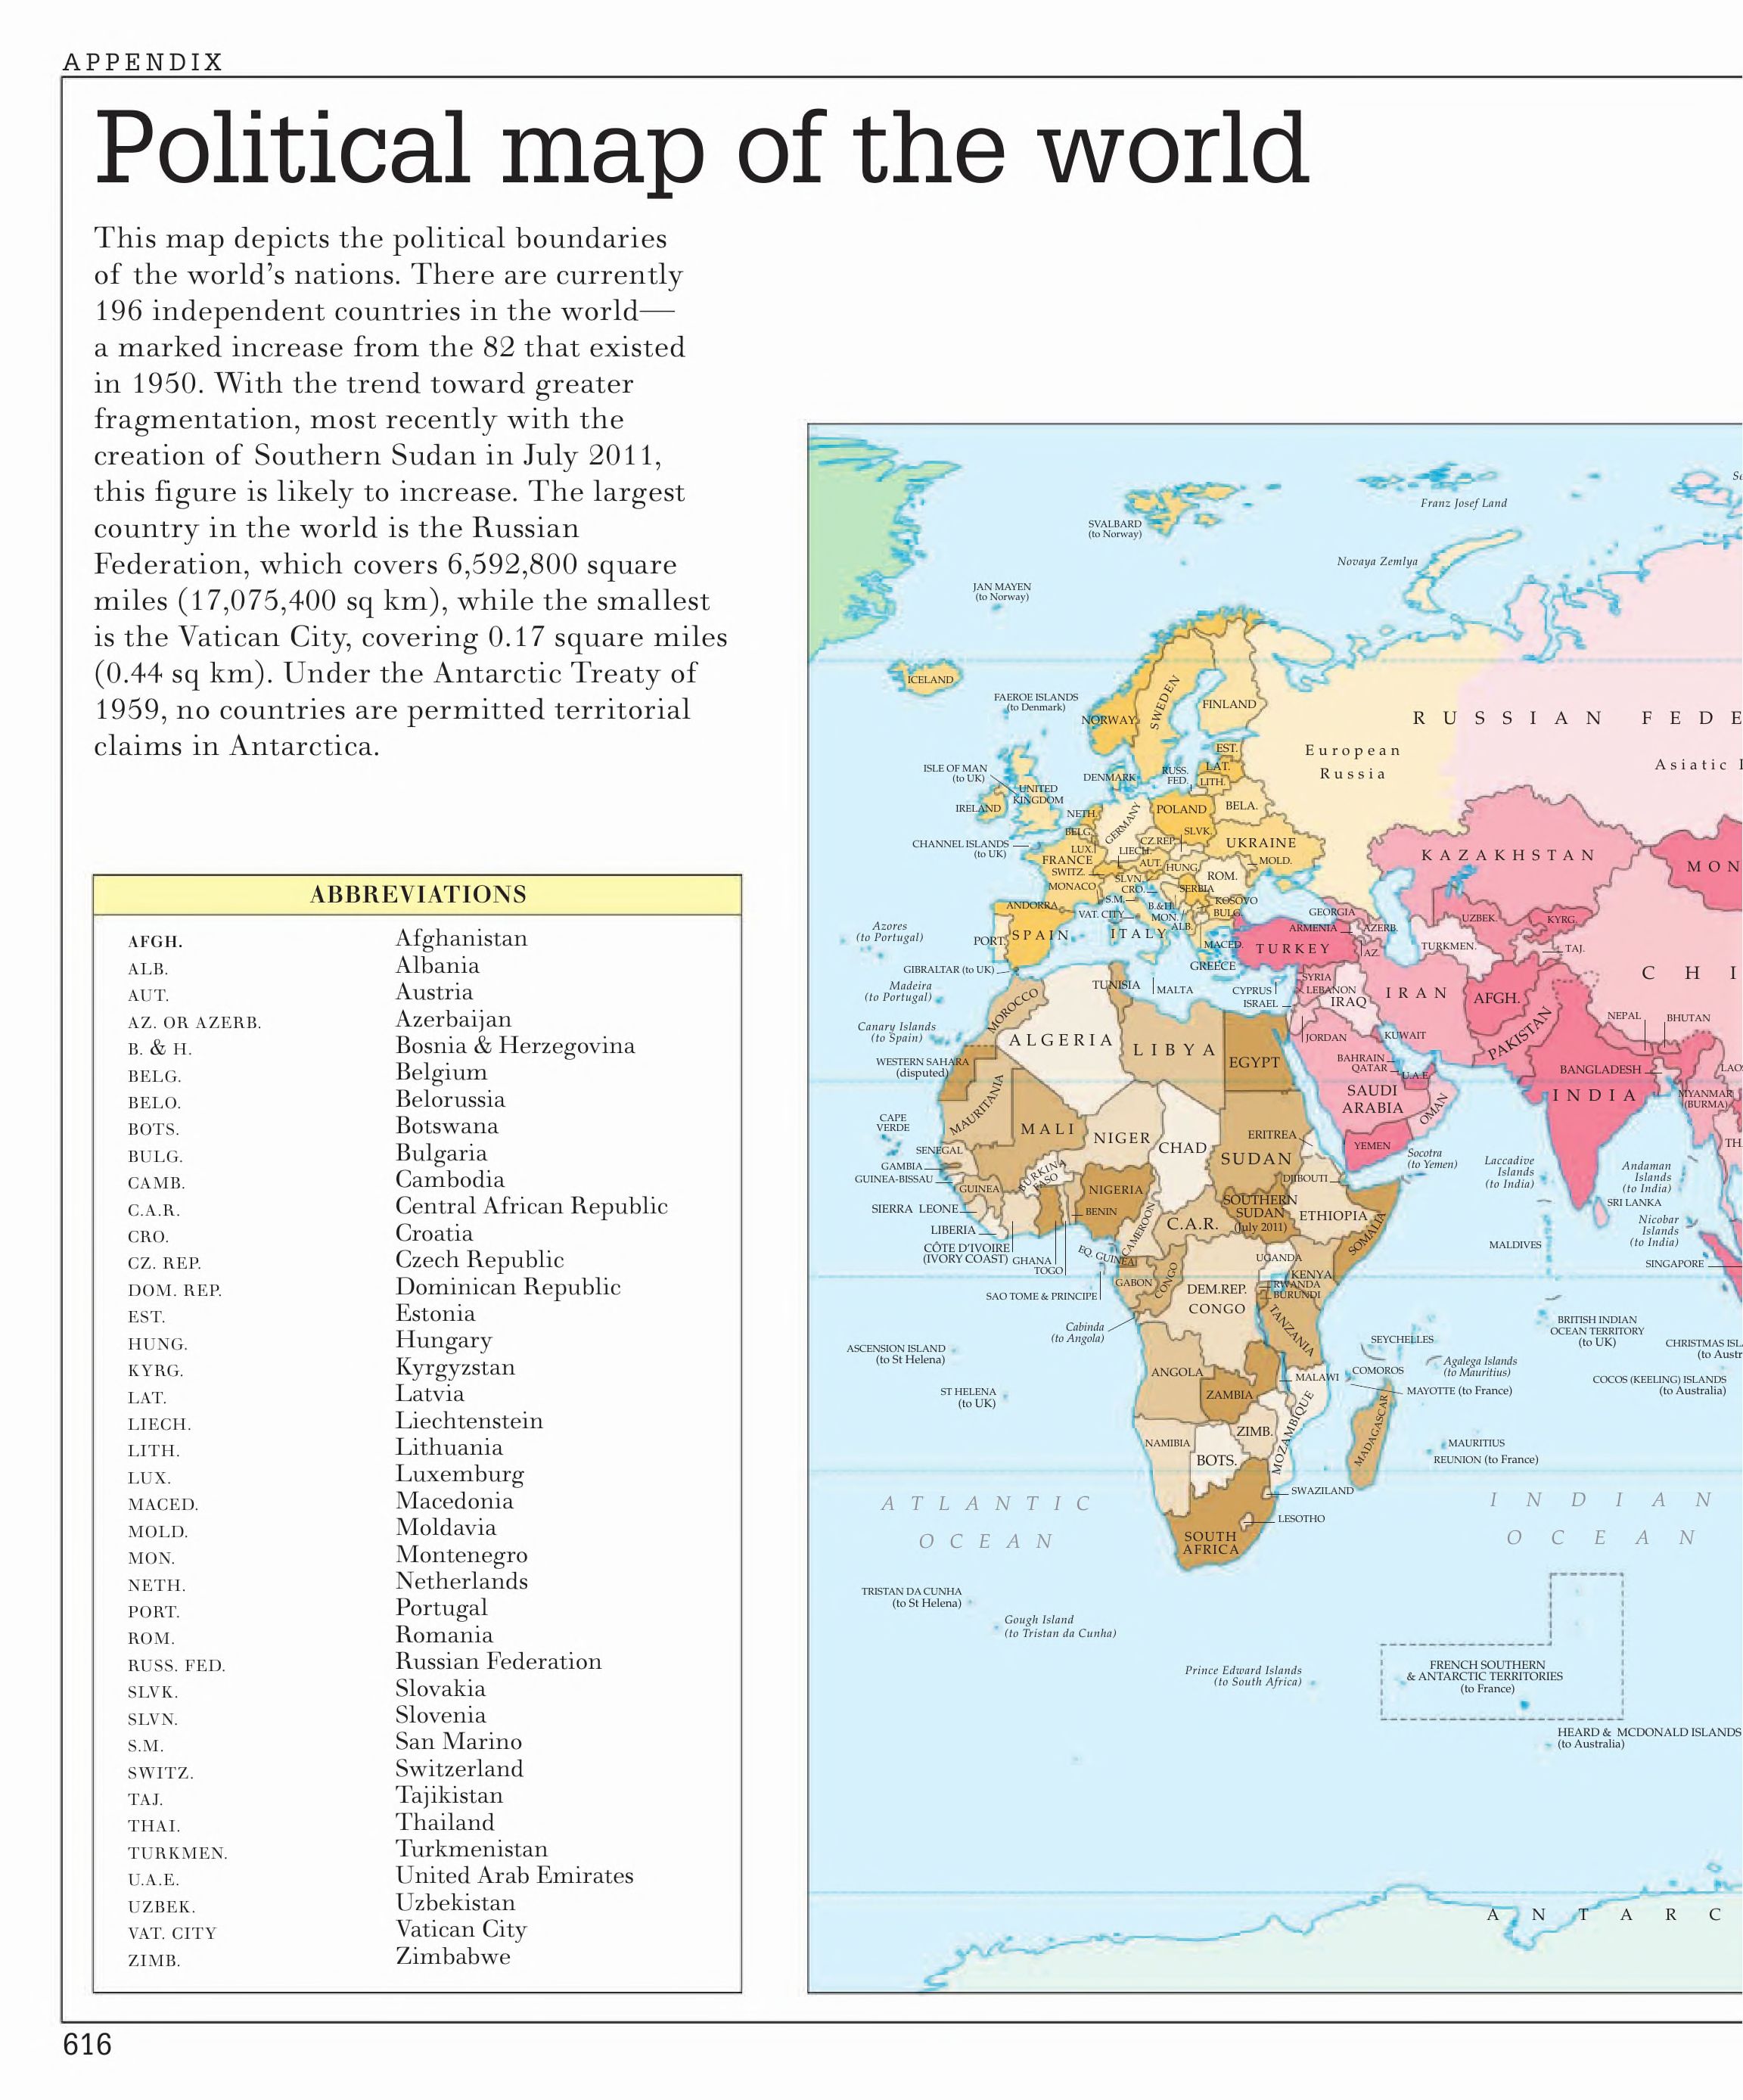 APPENDIX
Political map of the world
This map depicts the political boundaries
of the world's nations. There are currently
196 independent countries in the world—
a marked increase from the 82 that existed
in 1950. With the trend toward greater
fragmentation, most recently with the
creation of Southern Sudan in July 2011,
this figure is likely to increase. The largest
country in the world is the Russian
Federation, which covers 6,592,800 square
miles (17,075,400 sq km), while the smallest
is the Vatican City, covering 0.17 square miles
(0.44 sq km). Under the Antarctic Treaty of
1959, no countries are permitted territorial
claims in Antarctica.
ABBREVIATIONS
AFGH. Afghanistan
ALB. Albania
AUT. Austria
AZ. OR AZERB. Azerbaijan
B. & H. Bosnia & Herzegovina
BELG. Belgium
BELO. Belorussia
BOTS. Botswana
BULG. Bulgaria
CAMB. Cambodia
C.A.R. Central African Republic
CRO. Croatia
CZ. REP. Czech Republic
DOM. REP. Dominican Republic
EST. Estonia
HUNG. Hungary
KYRG. Kyrgyzstan
LAT. Latvia
LIECH. Liechtenstein
LITH. Lithuania
LUX. Luxemburg
MACED. Macedonia
MOLD. Moldavia
MON. Montenegro
NETH. Netherlands
PORT. Portugal
ROM. Romania
RUSS. FED. Russian Federation
SLVK. Slovakia
SLVN. Slovenia
S.M. San Marino
SWITZ. Switzerland
TAJ. Tajikistan
THAI. Thailand
TURKMEN. Turkmenistan
U.A.E. United Arab Emirates
UZBEK. Uzbekistan
VAT. CITY Vatican City
ZIMB. Zimbabwe
Franz Josef Land
SVALBARD
(to Norway)
Novaya Zemlya
JAN MAYEN
(to Norway)
ICELAND
FAEROE ISLANDS
(to Denmark)
NORWAY
SWEDEN
FINLAND
RUSSIAN FEDE
European
Russia
Asiatic
EST.
LAT.
LITH.
RUSS.
FED.
DENMARK
ISLE OF MAN
(to UK)
UNITED
KINGDOM
IRELAND
NETH.
GERMANY
POLAND
BELA.
BELG.
CHANNEL ISLANDS
(to UK)
LUX.
FRANCE
SWITZ.
MONACO
LIECH.
CZ.REP.
SLVK.
UKRAINE
AUT.
HUNG.
MOLD.
ROM.
SLVN.
CRO.
SERBIA
S.M.
B.&H.
KOSOVO
BULG.
ANDORRA
VAT. CITY
MON.
ALB.
KAZAKHSTAN
MON
GEORGIA
ARMENIA
AZERB.
AZ.
UZBEK.
KYRG.
TURKMEN.
TAJ.
Azores
(to Portugal)
PORT.
SPAIN
ITALY
MACED.
TURKEY
GREECE
GIBRALTAR (to UK)
Madeira
(to Portugal)
TUNISIA
MALTA
CYPRUS
ISRAEL
SYRIA
LEBANON
IRAQ
IRAN
AFGH.
CHI
MOROCCO
Canary Islands
(to Spain)
ALGERIA
LIBYA
EGYPT
JORDAN
KUWAIT
PAKISTAN
NEPAL
BHUTAN
WESTERN SAHARA
(disputed)
BAHRAIN
QATAR
U.A.E.
SAUDI
ARABIA
OMAN
BANGLADESH
INDIA
LAO
MYANMAR
(BURMA)
MAURITANIA
CAPE
VERDE
MALI
NIGER
CHAD
ERITREA
SUDAN
YEMEN
Socotra
(to Yemen)
TH
SENEGAL
GAMBIA
GUINEA-BISSAU
GUINEA
BURKINA
FASO
NIGERIA
BENIN
DJIBOUTI
Laccadive
Islands
(to India)
Andaman
Islands
(to India)
SRI LANKA
Nicobar
Islands
(to India)
SIERRA LEONE
LIBERIA
CÔTE D'IVOIRE
(IVORY COAST)
GHANA
TOGO
CAMEROON
C.A.R.
SOUTHERN
SUDAN
(July 2011)
ETHIOPIA
SOMALIA
MALDIVES
SINGAPORE
EQ. GUINEA
GABON
CONGO
SAO TOME & PRINCIPE
UGANDA
KENYA
RWANDA
BURUNDI
DEM.REP.
CONGO
TANZANIA
Cabinda
(to Angola)
ASCENSION ISLAND
(to St Helena)
SEYCHELLES
BRITISH INDIAN
OCEAN TERRITORY
(to UK)
CHRISTMAS ISL
(to Austr
ANGOLA
ZAMBIA
MALAWI
COMOROS
Agalega Islands
(to Mauritius)
MAYOTTE (to France)
COCOS (KEELING) ISLANDS
(to Australia)
ST HELENA
(to UK)
NAMIBIA
BOTS.
ZIMB.
MOZAMBIQUE
MADAGASCAR
MAURITIUS
REUNION (to France)
SWAZILAND
LESOTHO
SOUTH
AFRICA
ATLANTIC
OCEAN
INDIAN
OCEAN
TRISTAN DA CUNHA
(to St Helena)
Gough Island
(to Tristan da Cunha)
Prince Edward Islands
(to South Africa)
FRENCH SOUTHERN
& ANTARCTIC TERRITORIES
(to France)
HEARD & MCDONALD ISLANDS
(to Australia)
ANTARC
616